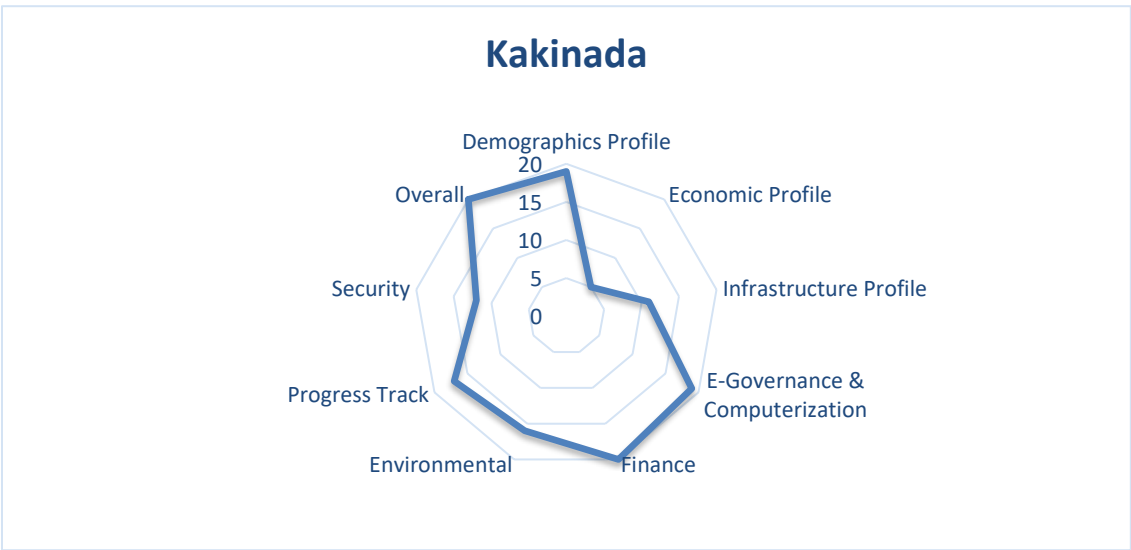 Kakinada
Demographics Profile
20
Overall
Economic Profile
15
10
Security
Infrastructure Profile
5
0
Progress Track
E-Governance &
Computerization
Environmental
Finance